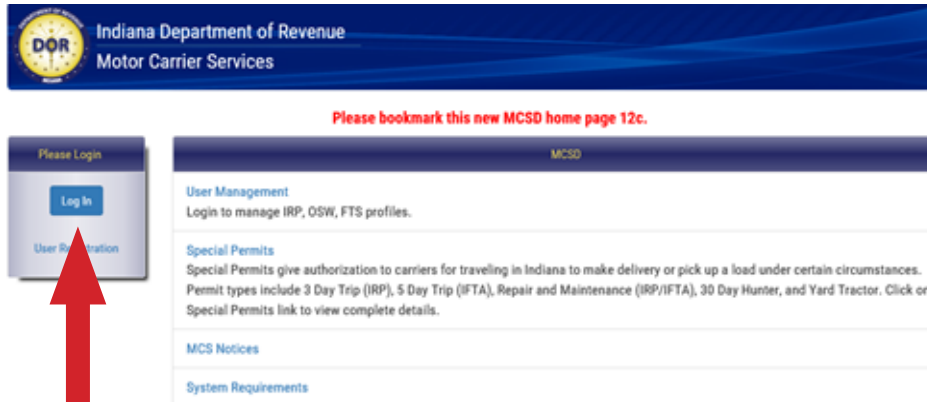 DOR
Indiana Department of Revenue
Motor Carrier Services
Please bookmark this new MCSD home page 12c.
Please Login
Log In
MCSD
User Management
Login to manage IRP, OSW, FTS profiles.
Special Permits
Special Permits give authorization to carriers for traveling in Indiana to make delivery or pick up a load under certain circumstances.
Permit types include 3 Day Trip (IRP), 5 Day Trip (IFTA), Repair and Maintenance (IRP/IFTA), 30 Day Hunter, and Yard Tractor. Click or
Special Permits link to view complete details.
MCS Notices
System Requirements
User